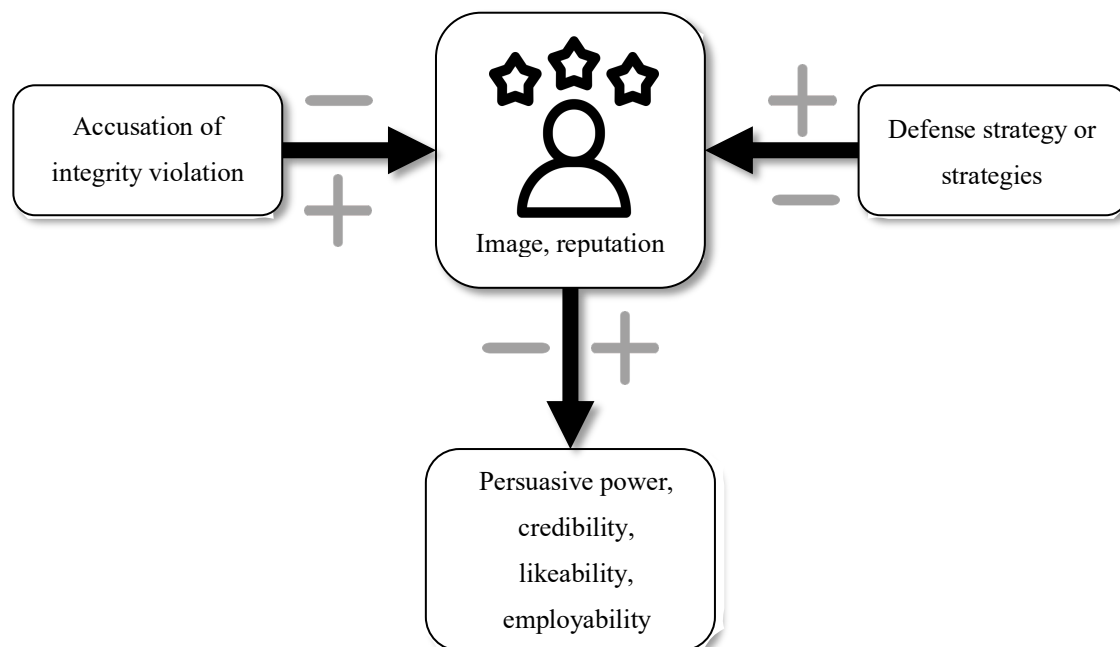 Accusation of
integrity violation
Image, reputation
Defense strategy or
strategies
Persuasive power,
credibility,
likeability,
employability